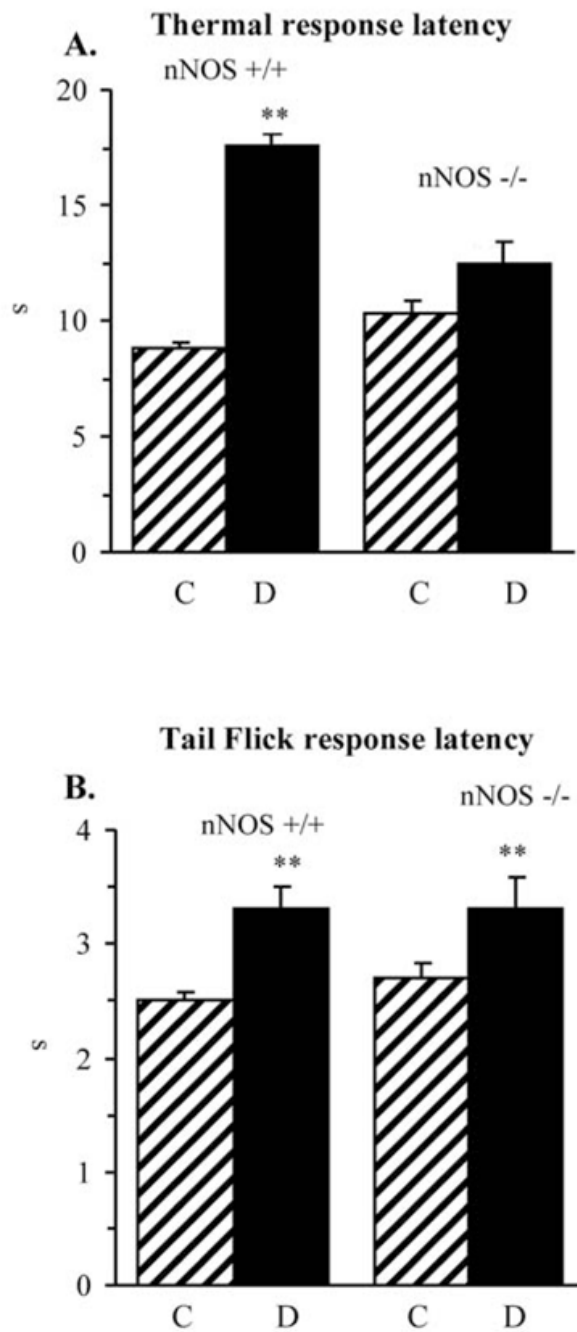 Thermal response latency
A.
nNOS +/+
**
nNOS -/-
20
15
10
5
0
s
C D C D
Tail Flick response latency
B.
nNOS +/+
nNOS -/-
**
**
4
3
2
1
0
s
C D C D